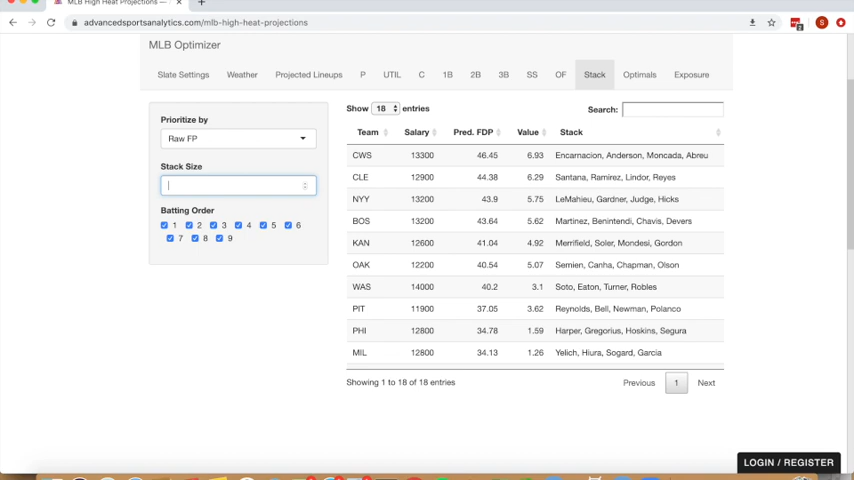 MLB High Heat Projections - A
advancedsportsanalytics.com/mlb-high-heat-projections
MLB Optimizer
Slate Settings Weather Projected Lineups P UTIL C 1B 2B 3B SS OF Stack Optimals Exposure
Prioritize by
Raw FP
Stack Size
Batting Order
1 2 3 4 5 6
7 8 9
Show 18 entries Search:
Team Salary Pred. FDP Value Stack
CWS 13300 46.45 6.93 Encarnacion, Anderson, Moncada, Abreu
CLE 12900 44.38 6.29 Santana, Ramirez, Lindor, Reyes
NYY 13200 43.9 5.75 LeMahieu, Gardner, Judge, Hicks
BOS 13200 43.64 5.62 Martinez, Benintendi, Chavis, Devers
KAN 12600 41.04 4.92 Merrifield, Soler, Mondesi, Gordon
OAK 12200 40.54 5.07 Semien, Canha, Chapman, Olson
WAS 14000 40.2 3.1 Soto, Eaton, Turner, Robles
PIT 11900 37.05 3.62 Reynolds, Bell, Newman, Polanco
PHI 12800 34.78 1.59 Harper, Gregorius, Hoskins, Segura
MIL 12800 34.13 1.26 Yelich, Hiura, Sogard, Garcia
Showing 1 to 18 of 18 entries Previous 1 Next
LOGIN / REGISTER